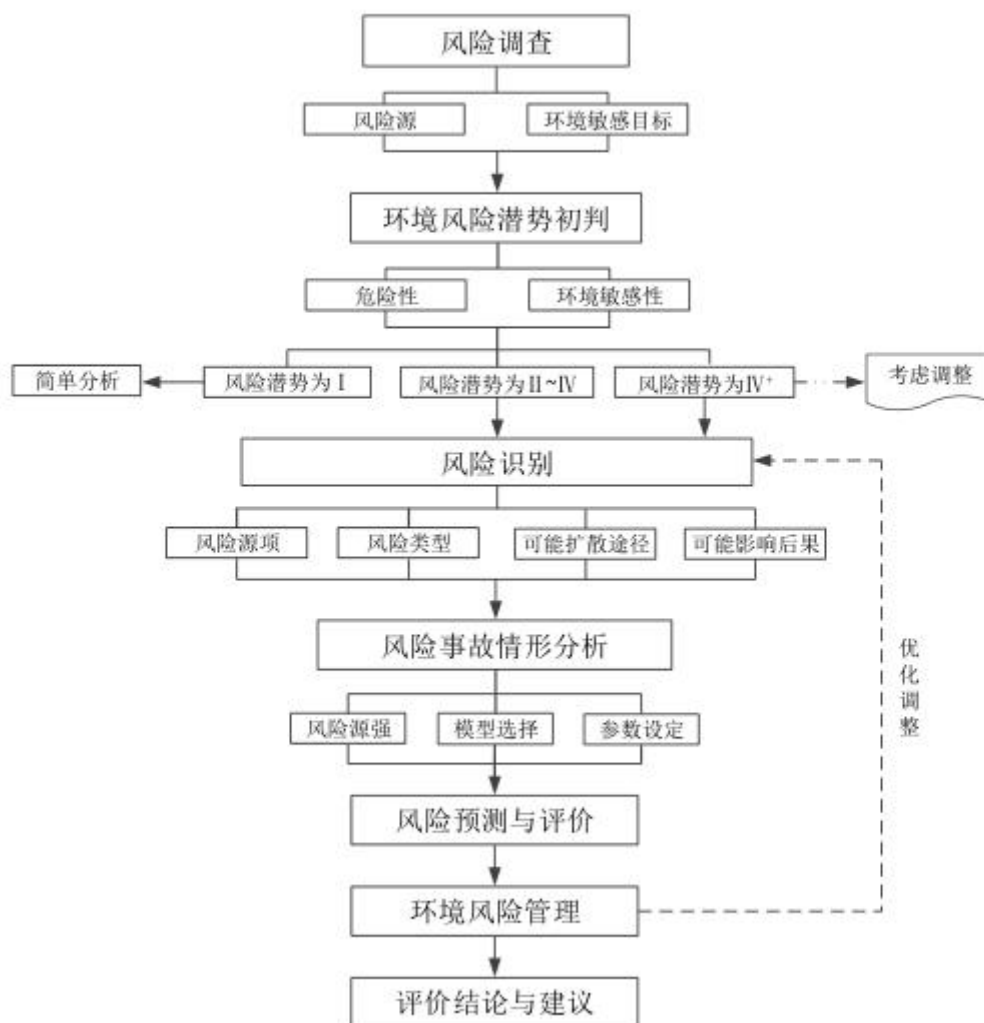 风险调查
风险源
环境敏感目标
环境风险潜势初判
危险性
环境敏感性
简单分析
风险潜势为Ⅰ
风险潜势为Ⅱ~Ⅳ
风险潜势为Ⅳ⁺
考虑调整
风险识别
风险源项
风险类型
可能扩散途径
可能影响后果
风险事故情形分析
优化调整
风险源强
模型选择
参数设定
风险预测与评价
环境风险管理
评价结论与建议